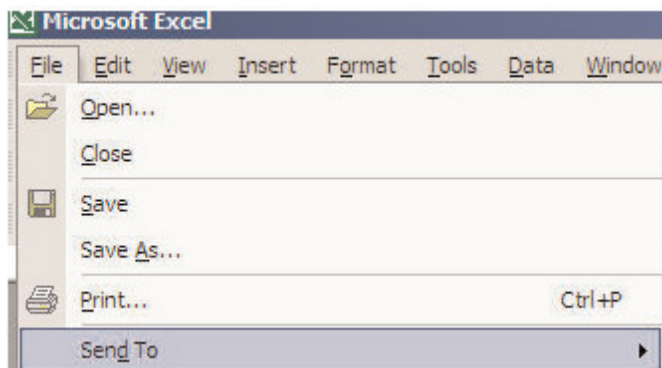 Microsoft Excel
File Edit View Insert Format Tools Data Window
Open...
Close
Save
Save As...
Print... Ctrl+P
Send To